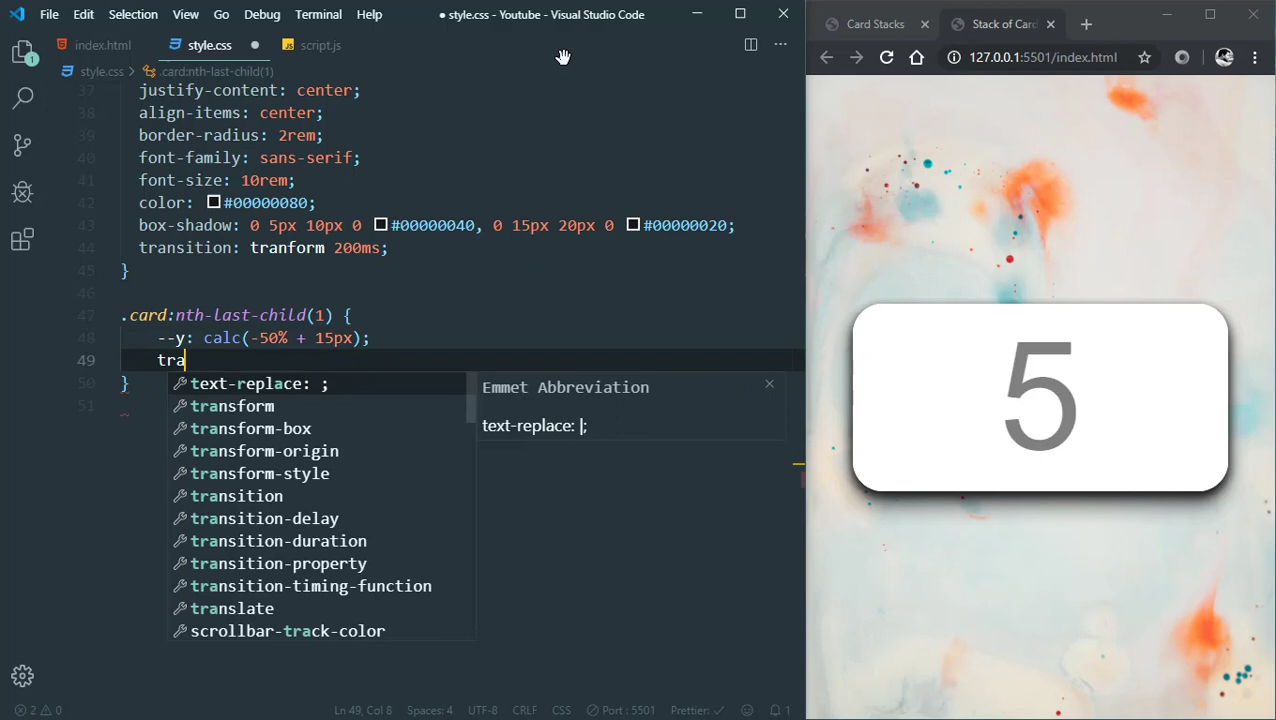 File Edit Selection View Go Debug Terminal Help ● style.css - Youtube - Visual Studio Code
index.html style.css script.js
style.css > .card:nth-last-child(1)
37 justify-content: center;
38 align-items: center;
39 border-radius: 2rem;
40 font-family: sans-serif;
41 font-size: 10rem;
42 color: #00000080;
43 box-shadow: 0 5px 10px 0 #00000040, 0 15px 20px 0 #00000020;
44 transition: tranform 200ms;
45 }
46
47 .card:nth-last-child(1) {
48 --y: calc(-50% + 15px);
49 tra
50 }
51
text-replace: ;
transform
transform-box
transform-origin
transform-style
transition
transition-delay
transition-duration
transition-property
transition-timing-function
translate
scrollbar-track-color
Emmet Abbreviation
text-replace: |;
1
2 0 Ln 49, Col 8 Spaces: 4 UTF-8 CRLF CSS Port : 5501 Prettier: ✓ 1
Card Stacks Stack of Car
127.0.0.1:5501/index.html
5